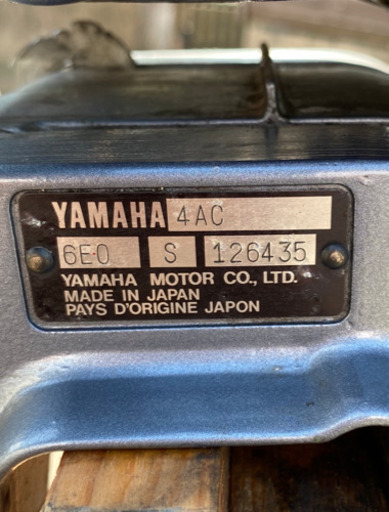 YAMAHA 4AC
6E0 S 126435
YAMAHA MOTOR CO., LTD.
MADE IN JAPAN
PAYS D'ORIGINE JAPON